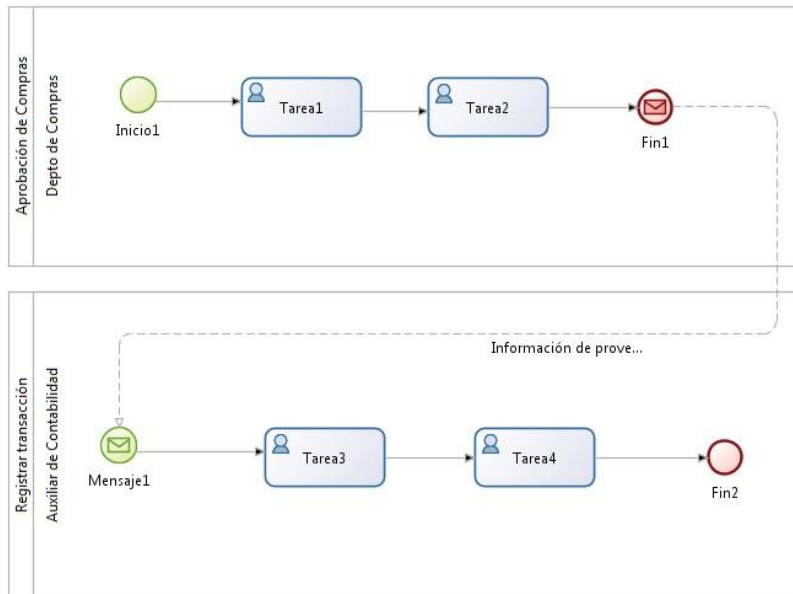 Aprobación de Compras
Depto de Compras
Inicio1
Tarea1
Tarea2
Fin1
Información de prove...
Registrar transacción
Auxiliar de Contabilidad
Mensaje1
Tarea3
Tarea4
Fin2